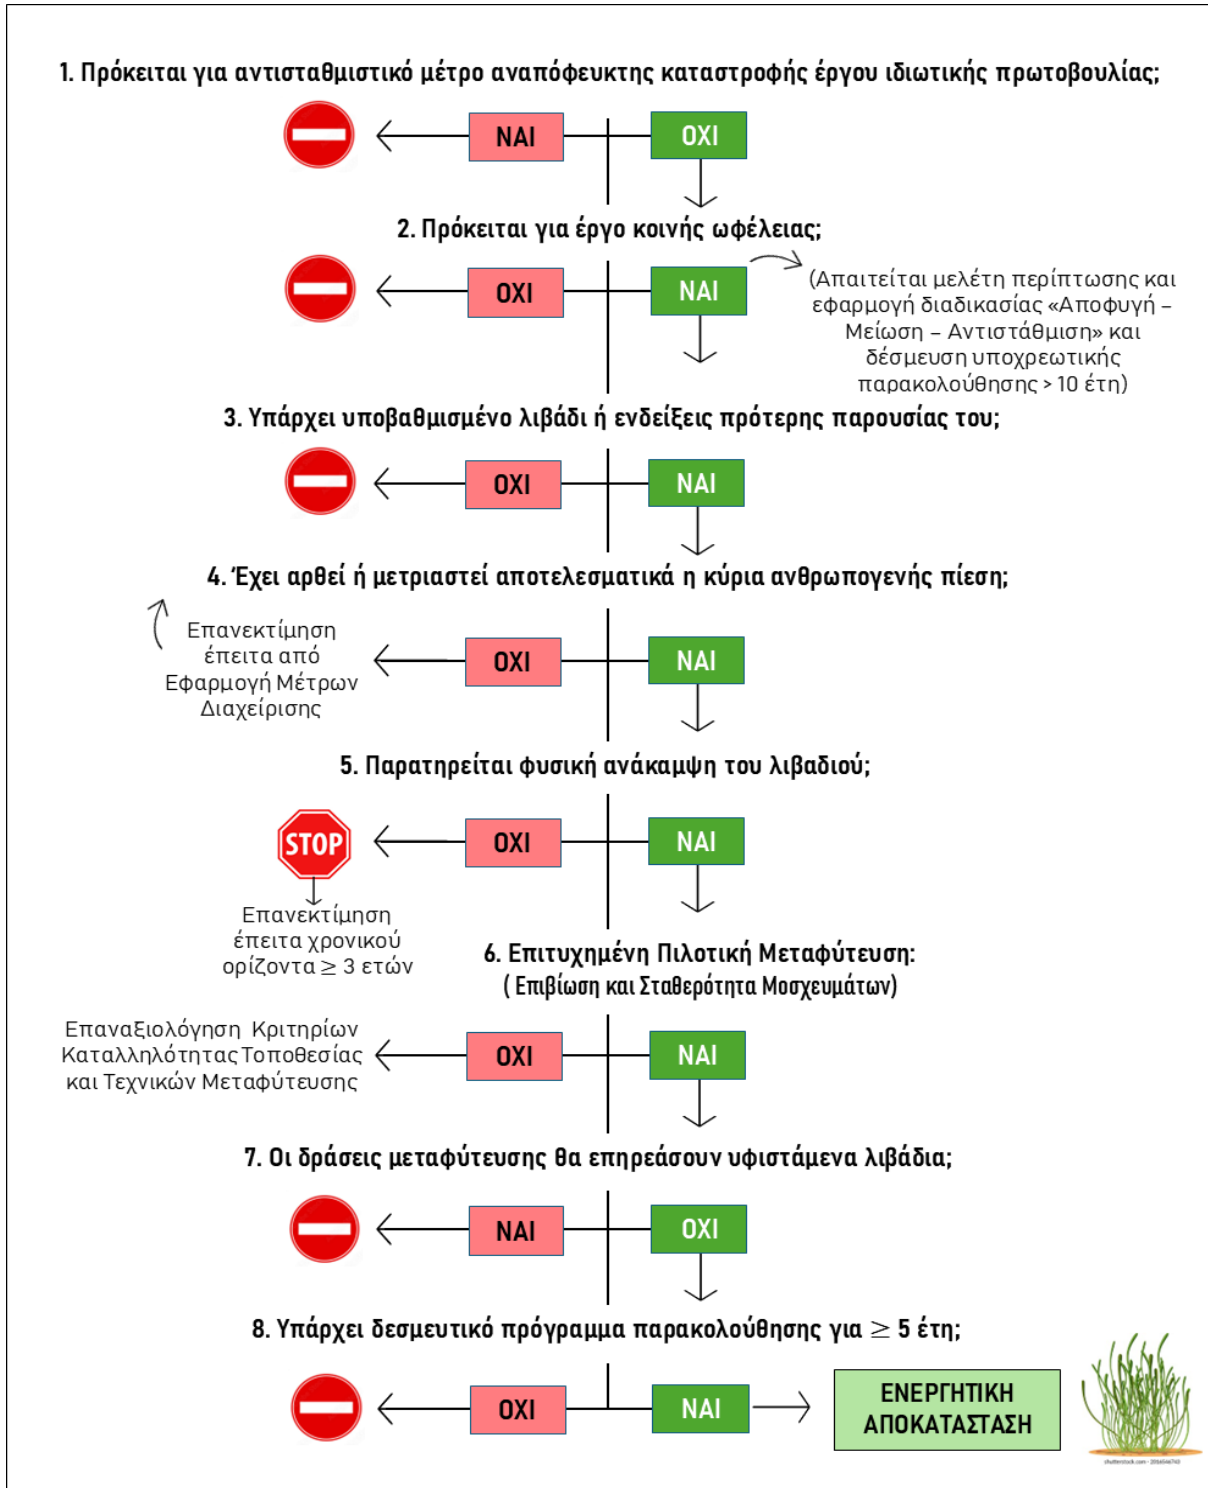 1. Πρόκειται για αντισταθμιστικό μέτρο αναπόφευκτης καταστροφής έργου ιδιωτικής πρωτοβουλίας;
ΝΑΙ
ΟΧΙ
2. Πρόκειται για έργο κοινής ωφέλειας;
ΟΧΙ
ΝΑΙ
(Απαιτείται μελέτη περίπτωσης και
εφαρμογή διαδικασίας «Αποφυγή –
Μείωση – Αντιστάθμιση» και
δέσμευση υποχρεωτικής
παρακολούθησης > 10 έτη)
3. Υπάρχει υποβαθμισμένο λιβάδι ή ενδείξεις πρότερης παρουσίας του;
ΟΧΙ
ΝΑΙ
4. Έχει αρθεί ή μετριαστεί αποτελεσματικά η κύρια ανθρωπογενής πίεση;
Επανεκτίμηση
έπειτα από
Εφαρμογή Μέτρων
Διαχείρισης
ΟΧΙ
ΝΑΙ
5. Παρατηρείται φυσική ανάκαμψη του λιβαδιού;
STOP
ΟΧΙ
ΝΑΙ
Επανεκτίμηση
έπειτα χρονικού
ορίζοντα ≥ 3 ετών
6. Επιτυχημένη Πιλοτική Μεταφύτευση:
( Επιβίωση και Σταθερότητα Μοσχευμάτων)
Επαναξιολόγηση Κριτηρίων
Καταλληλότητας Τοποθεσίας
και Τεχνικών Μεταφύτευσης
ΟΧΙ
ΝΑΙ
7. Οι δράσεις μεταφύτευσης θα επηρεάσουν υφιστάμενα λιβάδια;
ΝΑΙ
ΟΧΙ
8. Υπάρχει δεσμευτικό πρόγραμμα παρακολούθησης για ≥ 5 έτη;
ΟΧΙ
ΝΑΙ
ΕΝΕΡΓΗΤΙΚΗ
ΑΠΟΚΑΤΑΣΤΑΣΗ